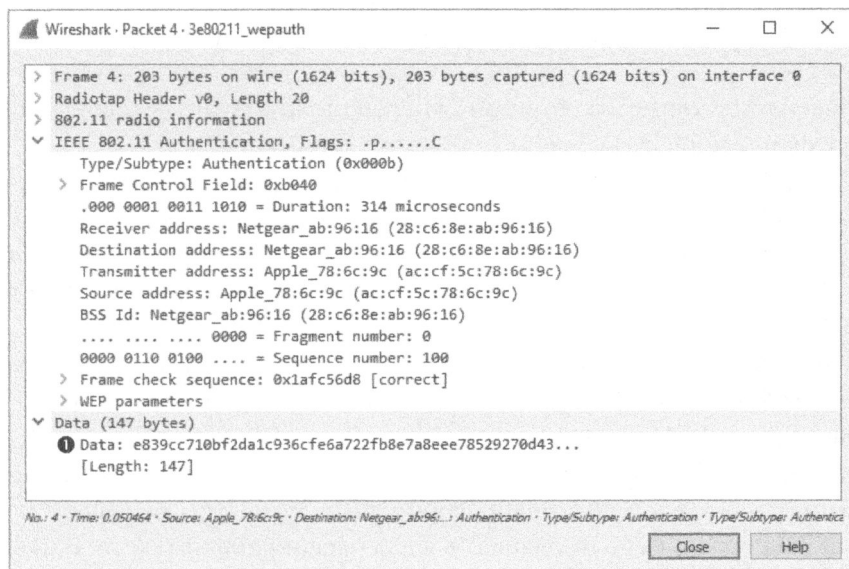 Wireshark · Packet 4 · 3e80211_wepauth
> Frame 4: 203 bytes on wire (1624 bits), 203 bytes captured (1624 bits) on interface 0
> Radiotap Header v0, Length 20
> 802.11 radio information
∨ IEEE 802.11 Authentication, Flags: .p......C
Type/Subtype: Authentication (0x000b)
> Frame Control Field: 0xb040
.000 0001 0011 1010 = Duration: 314 microseconds
Receiver address: Netgear_ab:96:16 (28:c6:8e:ab:96:16)
Destination address: Netgear_ab:96:16 (28:c6:8e:ab:96:16)
Transmitter address: Apple_78:6c:9c (ac:cf:5c:78:6c:9c)
Source address: Apple_78:6c:9c (ac:cf:5c:78:6c:9c)
BSS Id: Netgear_ab:96:16 (28:c6:8e:ab:96:16)
.... .... .... 0000 = Fragment number: 0
0000 0110 0100 .... = Sequence number: 100
> Frame check sequence: 0x1afc56d8 [correct]
> WEP parameters
∨ Data (147 bytes)
❶ Data: e839cc710bf2da1c936cfe6a722fb8e7a8eee78529270d43...
[Length: 147]
No.: 4 · Time: 0.050464 · Source: Apple_78:6c:9c · Destination: Netgear_ab:96:...: Authentication · Type/Subtype: Authentication · Type/Subtype: Authentica
Close Help